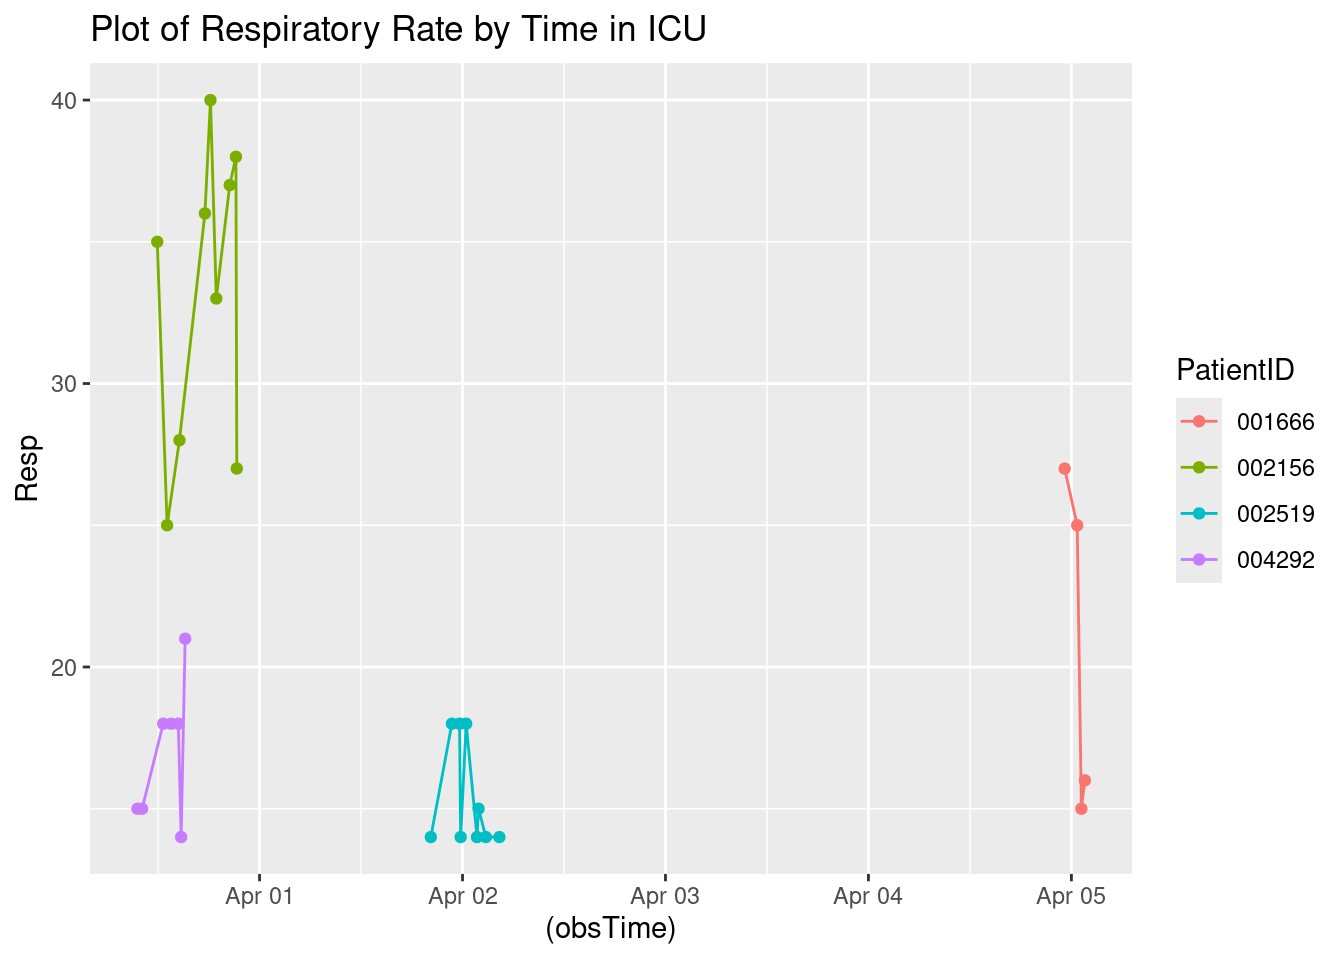 Plot of Respiratory Rate by Time in ICU
40
30
20
Resp
Apr 01 Apr 02 Apr 03 Apr 04 Apr 05
(obsTime)
PatientID
001666
002156
002519
004292